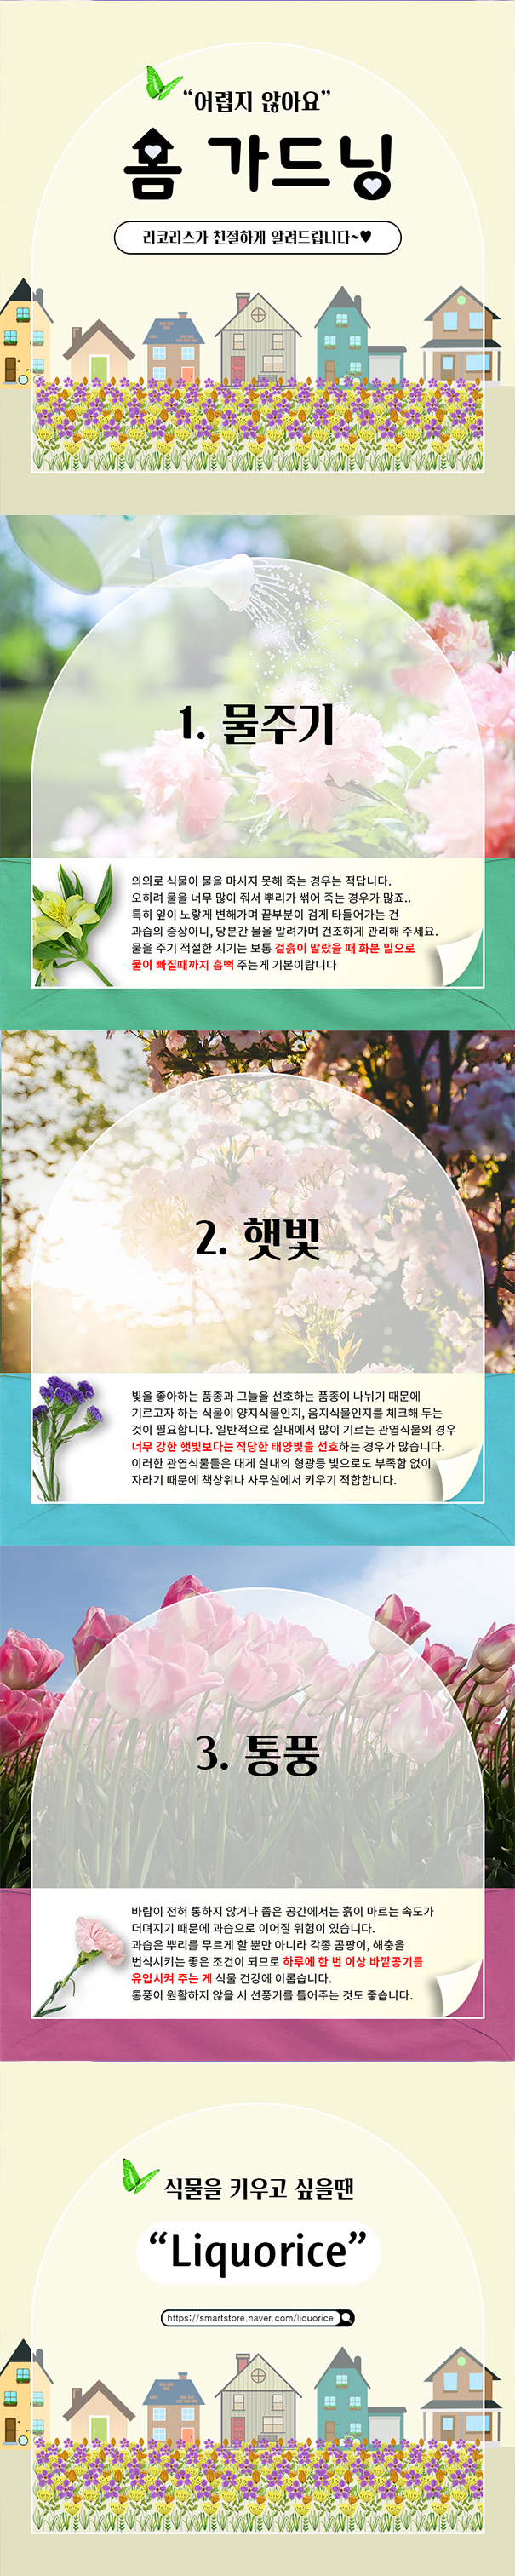 “어렵지 않아요”
홈 가드닝
리코리스가 친절하게 알려드립니다~♥
1. 물주기
의외로 식물이 물을 마시지 못해 죽는 경우는 적답니다.
오히려 물을 너무 많이 줘서 뿌리가 썪어 죽는 경우가 많죠..
특히 잎이 노랗게 변해가며 끝부분이 검게 타들어가는 건
과습의 증상이니, 당분간 물을 말려가며 건조하게 관리해 주세요.
물을 주기 적절한 시기는 보통 겉흙이 말랐을 때 화분 밑으로
물이 빠질때까지 흠뻑 주는게 기본이랍니다
2. 햇빛
빛을 좋아하는 품종과 그늘을 선호하는 품종이 나뉘기 때문에
기르고자 하는 식물이 양지식물인지, 음지식물인지를 체크해 두는
것이 필요합니다. 일반적으로 실내에서 많이 기르는 관엽식물의 경우
너무 강한 햇빛보다는 적당한 태양빛을 선호하는 경우가 많습니다.
이러한 관엽식물들은 대게 실내의 형광등 빛으로도 부족함 없이
자라기 때문에 책상위나 사무실에서 키우기 적합합니다.
3. 통풍
바람이 전혀 통하지 않거나 좁은 공간에서는 흙이 마르는 속도가
더뎌지기 때문에 과습으로 이어질 위험이 있습니다.
과습은 뿌리를 무르게 할 뿐만 아니라 각종 곰팡이, 해충을
번식시키는 좋은 조건이 되므로 하루에 한 번 이상 바깥공기를
유입시켜 주는 게 식물 건강에 이롭습니다.
통풍이 원활하지 않을 시 선풍기를 틀어주는 것도 좋습니다.
식물을 키우고 싶을땐
“Liquorice”
https://smartstore.naver.com/liquorice